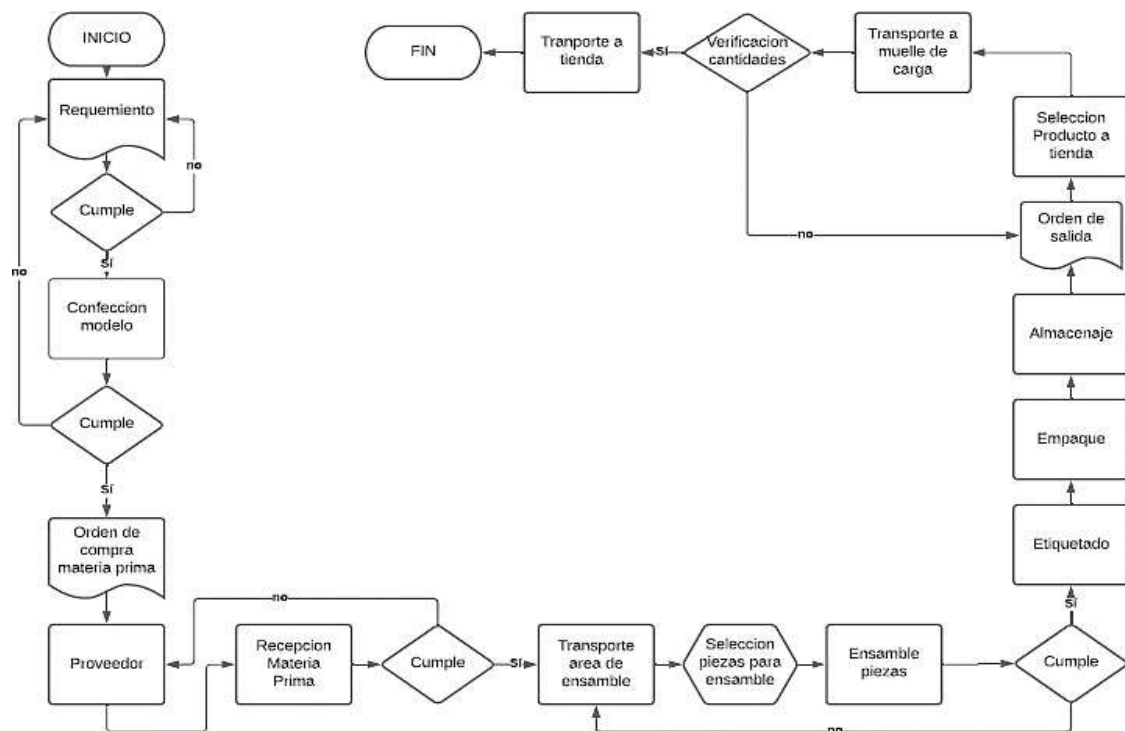 INICIO
Requemiento
no
Cumple
Sí
no
Confeccion
modelo
Cumple
Sí
Orden de
compra
materia prima
Proveedor
no
Recepcion
Materia
Prima
Cumple
Sí
Transporte
area de
ensamble
Seleccion
piezas para
ensamble
Ensamble
piezas
Cumple
no
Sí
Etiquetado
Empaque
Almacenaje
Orden de
salida
Seleccion
Producto a
tienda
Transporte a
muelle de
carga
Verificacion
cantidades
no
Sí
Tranporte a
tienda
FIN